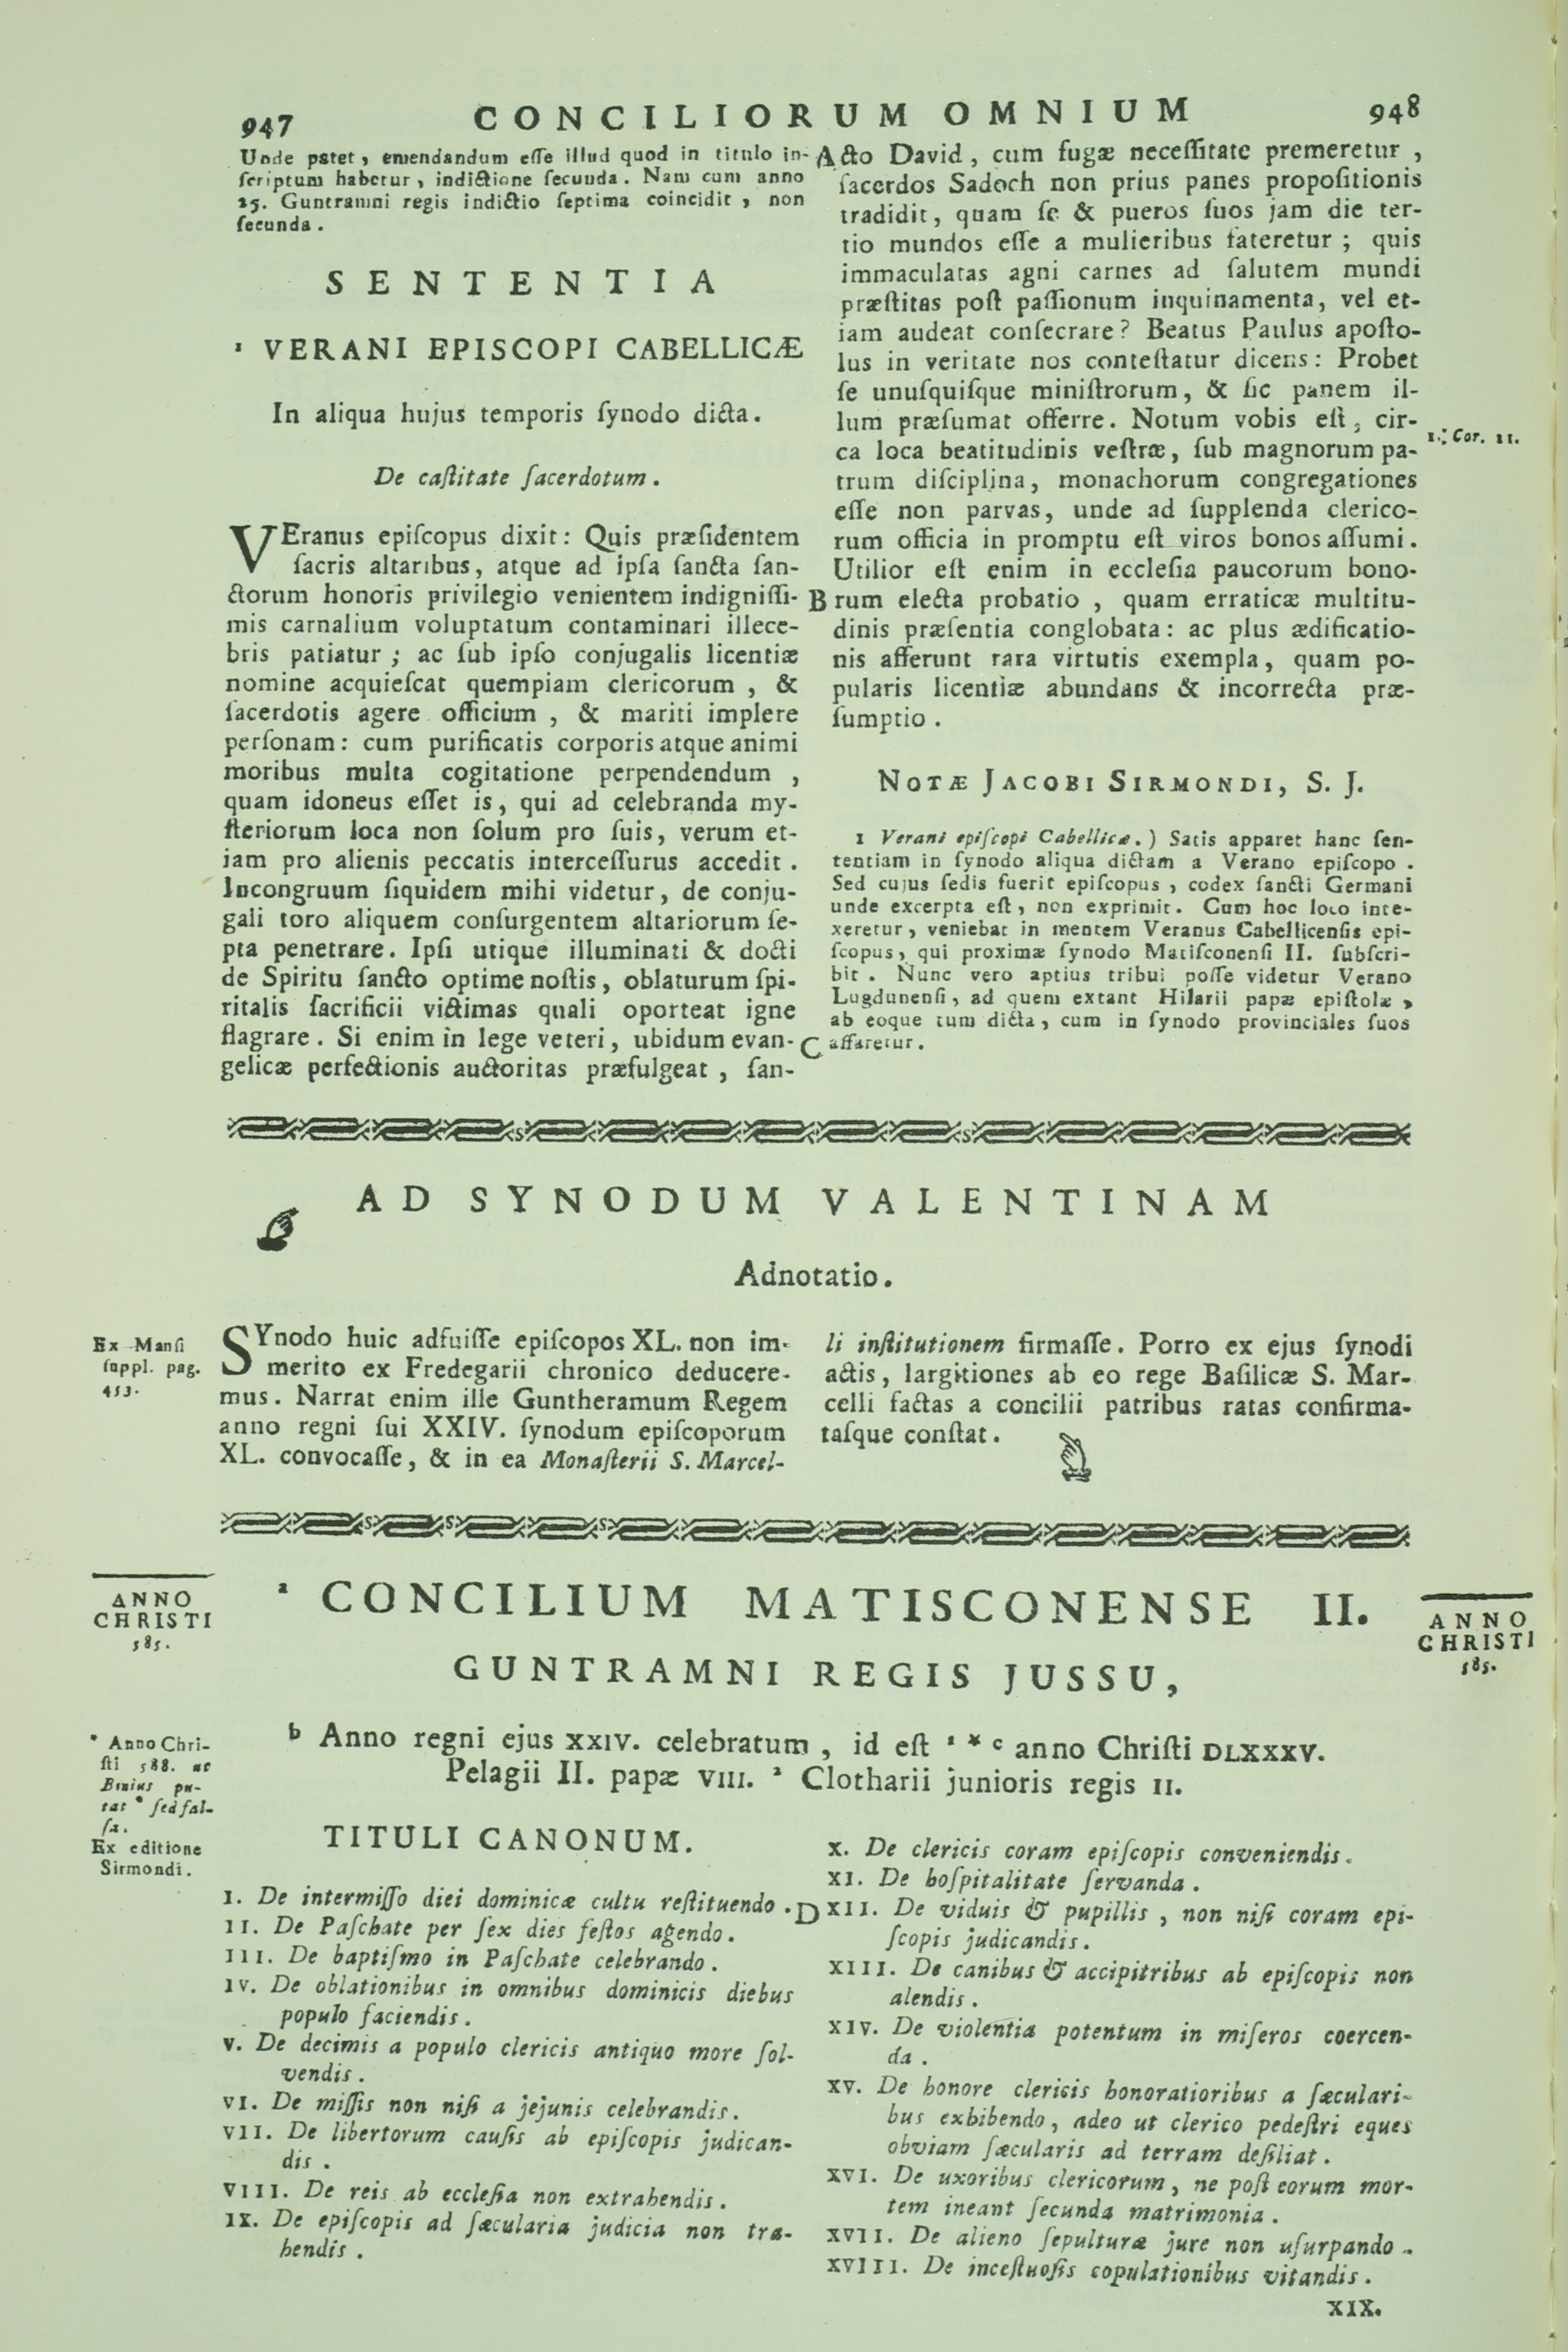 947
CONCILIORUM OMNIUM
948
Unde patet, emendandum eſſe illud quod in titulo in-
ſcriptum habetur, indictione ſecunda. Nam cum anno
25. Guntramni regis indictio ſeptima coincidit, non
ſecunda.
SENTENTIA
¹ VERANI EPISCOPI CABELLICÆ
In aliqua hujus temporis ſynodo dicta.
De caſtitate ſacerdotum.
VEranus epiſcopus dixit: Quis præſidentem
ſacris altaribus, atque ad ipſa ſancta ſan-
ctorum honoris privilegio venientem indigniſſi-
mis carnalium voluptatum contaminari illece-
bris patiatur; ac ſub ipſo conjugalis licentiæ
nomine acquieſcat quempiam clericorum, &
ſacerdotis agere officium, & mariti implere
perſonam: cum purificatis corporis atque animi
moribus multa cogitatione perpendendum,
quam idoneus eſſet is, qui ad celebranda my-
ſteriorum loca non ſolum pro ſuis, verum et-
iam pro alienis peccatis interceſſurus accedit.
Incongruum ſiquidem mihi videtur, de conju-
gali toro aliquem conſurgentem altariorum ſe-
pta penetrare. Ipſi utique illuminati & docti
de Spiritu ſancto optime noſtis, oblaturum ſpi-
ritalis ſacrificii victimas quali oporteat igne
flagrare. Si enim in lege veteri, ubi dum evan-
gelicæ perfectionis auctoritas præfulgeat, ſan-
A cto David, cum fugæ neceſſitate premeretur,
ſacerdos Sadoch non prius panes propoſitionis
tradidit, quam ſe & pueros ſuos jam die ter-
tio mundos eſſe a mulieribus fateretur; quis
immaculatas agni carnes ad ſalutem mundi
præſtitas poſt paſſionum inquinamenta, vel et-
iam audeat conſecrare? Beatus Paulus apoſto-
lus in veritate nos conteſtatur dicens: Probet
ſe unuſquiſque miniſtrorum, & ſic panem il-
lum præſumat offerre. Notum vobis eſt, cir-
1. Cor. 11.
ca loca beatitudinis veſtræ, ſub magnorum pa-
trum diſciplina, monachorum congregationes
eſſe non parvas, unde ad ſupplenda clerico-
rum officia in promptu eſt viros bonos aſſumi.
Utilior eſt enim in eccleſia paucorum bono-
B rum electa probatio, quam erraticæ multitu-
dinis præſentia conglobata: ac plus ædificatio-
nis afferunt rara virtutis exempla, quam po-
pularis licentiæ abundans & incorrecta præ-
ſumptio.
NOTÆ JACOBI SIRMONDI, S. J.
1 Verani epiſcopi Cabellicæ.) Satis apparet hanc ſen-
tentiam in ſynodo aliqua dictam a Verano epiſcopo.
Sed cujus ſedis fuerit epiſcopus, codex ſancti Germani
unde excerpta eſt, non exprimit. Cum hoc loco inte-
xeretur, veniebat in mentem Veranus Cabellicenſis epi-
ſcopus, qui proximæ ſynodo Matiſconenſi II. ſubſcri-
bit. Nunc vero aptius tribui poſſe videtur Verano
Lugdunenſi, ad quem extant Hilarii papæ epiſtolæ,
ab eoque tum dicta, cum in ſynodo provinciales ſuos
C affaretur.
AD SYNODUM VALENTINAM
Adnotatio.
Ex Manſi
ſuppl. pag.
453.
SYnodo huic adfuiſſe epiſcopos XL. non im-
merito ex Fredegarii chronico deducere-
mus. Narrat enim ille Guntheramum Regem
anno regni ſui XXIV. ſynodum epiſcoporum
XL. convocaſſe, & in ea Monaſterii S. Marcel-
li inſtitutionem firmaſſe. Porro ex ejus ſynodi
actis, largitiones ab eo rege Baſilicæ S. Mar-
celli factas a concilii patribus ratas confirma-
taſque conſtat.
ANNO
CHRISTI
585.
ᵃ CONCILIUM MATISCONENSE II.
ANNO
CHRISTI
585.
GUNTRAMNI REGIS JUSSU,
ᵇ Anno regni ejus XXIV. celebratum, id eſt ¹ * ᶜ anno Chriſti DLXXXV.
Pelagii II. papæ VIII. ² Clotharii junioris regis II.
* Anno Chri-
ſti 588. ut
Binius pu-
tat * ſed fal-
ſa.
Ex editione
Sirmondi.
TITULI CANONUM.
I. De intermiſſo diei dominicæ cultu reſtituendo.
II. De Paſchate per ſex dies feſtos agendo.
III. De baptiſmo in Paſchate celebrando.
IV. De oblationibus in omnibus dominicis diebus
populo faciendis.
V. De decimis a populo clericis antiquo more ſol-
vendis.
VI. De miſſis non niſi a jejunis celebrandis.
VII. De libertorum cauſis ab epiſcopis judican-
dis.
VIII. De reis ab eccleſia non extrahendis.
IX. De epiſcopis ad ſæcularia judicia non tra-
hendis.
X. De clericis coram epiſcopis conveniendis.
XI. De hoſpitalitate ſervanda.
D XII. De viduis & pupillis, non niſi coram epi-
ſcopis judicandis.
XIII. De canibus & accipitribus ab epiſcopis non
alendis.
XIV. De violentia potentum in miſeros coercen-
da.
XV. De honore clericis honoratioribus a ſæculari-
bus exhibendo, adeo ut clerico pedeſtri eques
obviam ſæcularis ad terram deſiliat.
XVI. De uxoribus clericorum, ne poſt eorum mor-
tem ineant ſecunda matrimonia.
XVII. De alieno ſepulturæ jure non uſurpando.
XVIII. De inceſtuoſis copulationibus vitandis.
XIX.